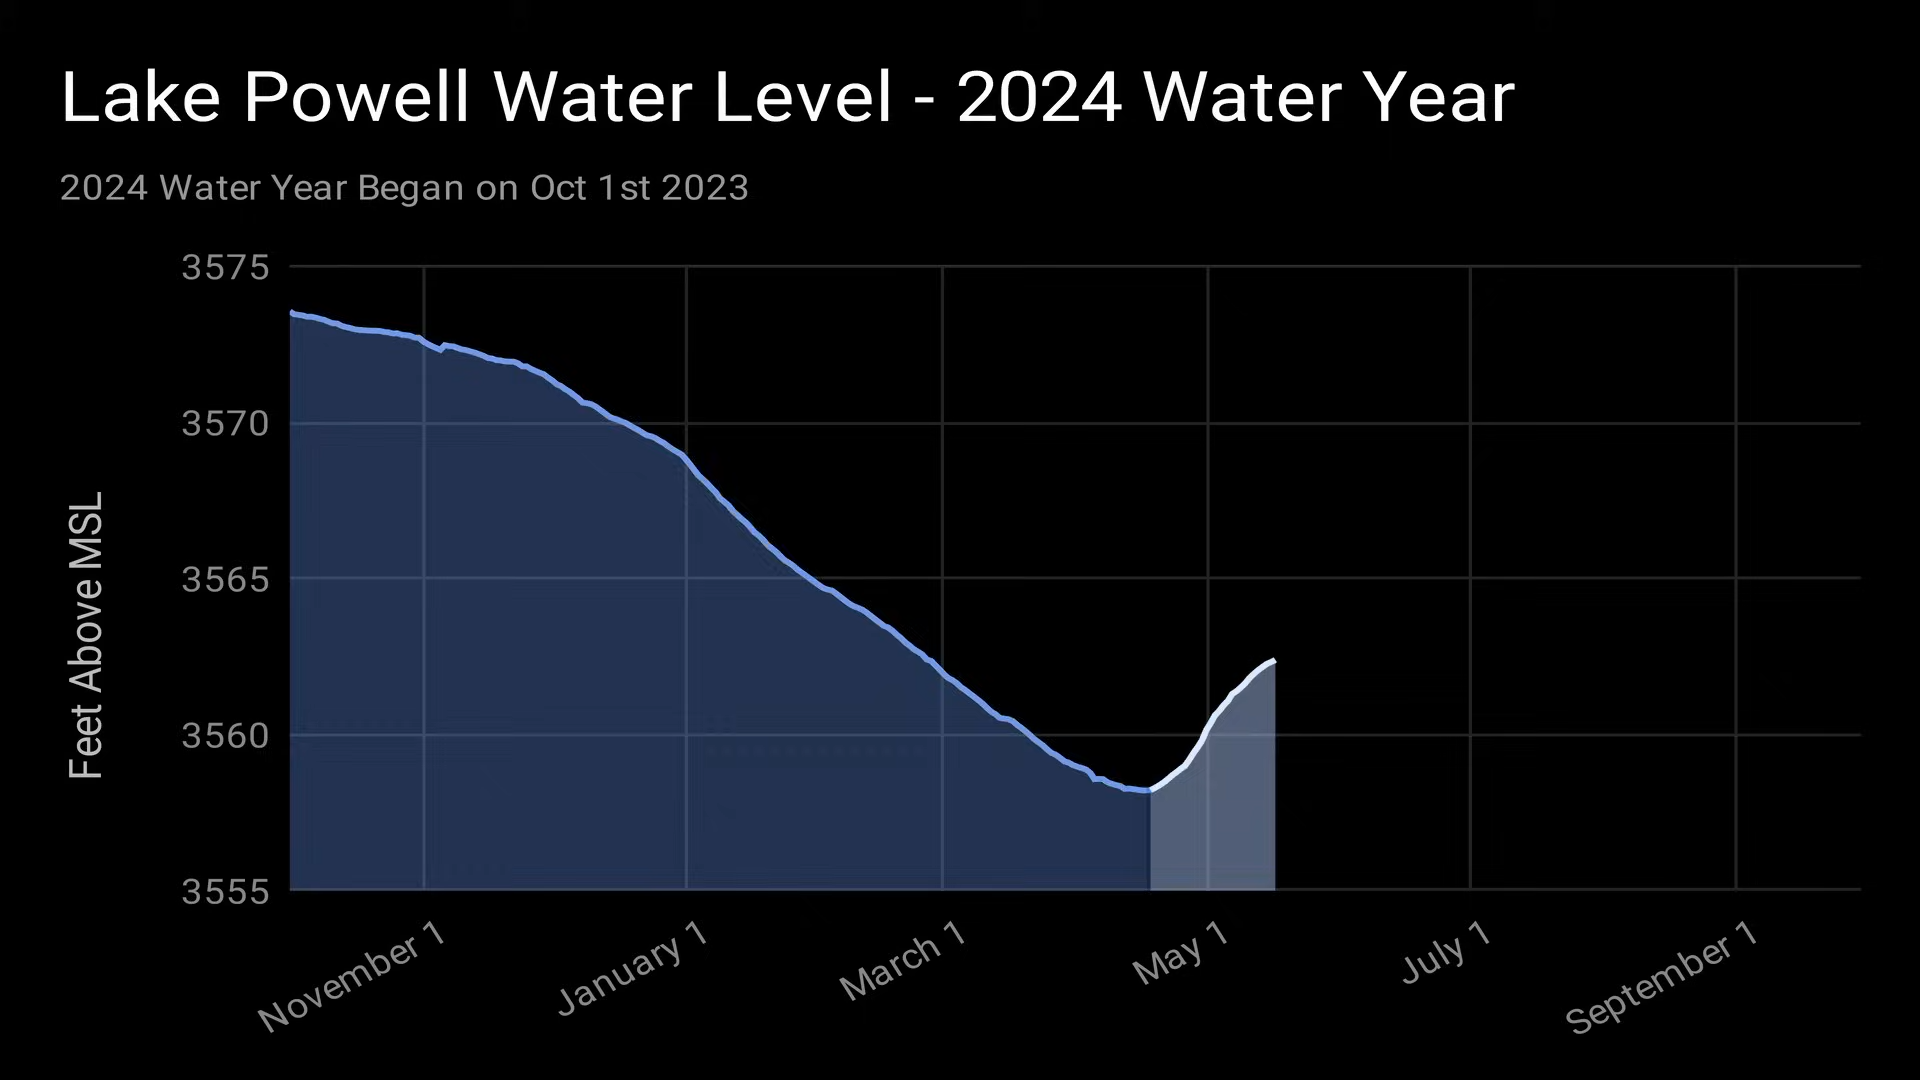 Lake Powell Water Level - 2024 Water Year
2024 Water Year Began on Oct 1st 2023
3575
3570
3565
3560
3555
Feet Above MSL
November 1
January 1
March 1
May 1
July 1
September 1